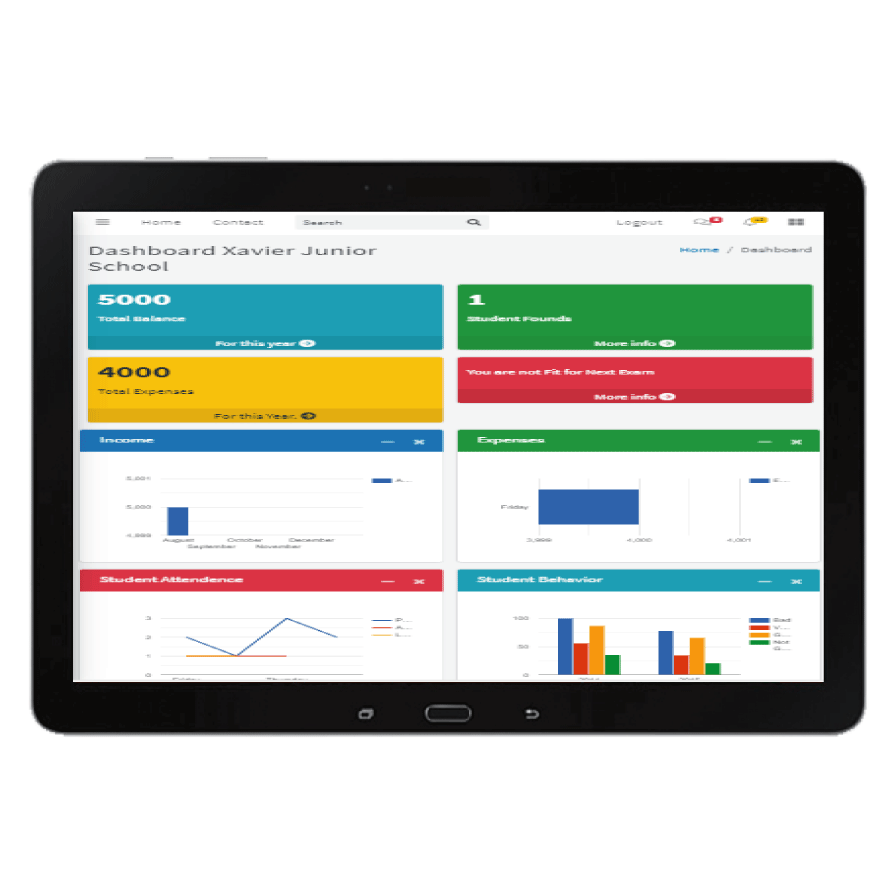 Home Contact Search Logout
Dashboard Xavier Junior
School
Home / Dashboard
5000
Total Balance
For this year
1
Student Founds
More info
4000
Total Expenses
For this Year.
You are not Fit for Next Exam
More info
Income
5,001
5,000
4,999
August October December
September November
A...
Expenses
Friday
3,999 4,000 4,001
E...
Student Attendence
3
2
1
0
Friday Thursday
P...
A...
L...
Student Behavior
100
50
0
Bad
V...
G...
Not
G...